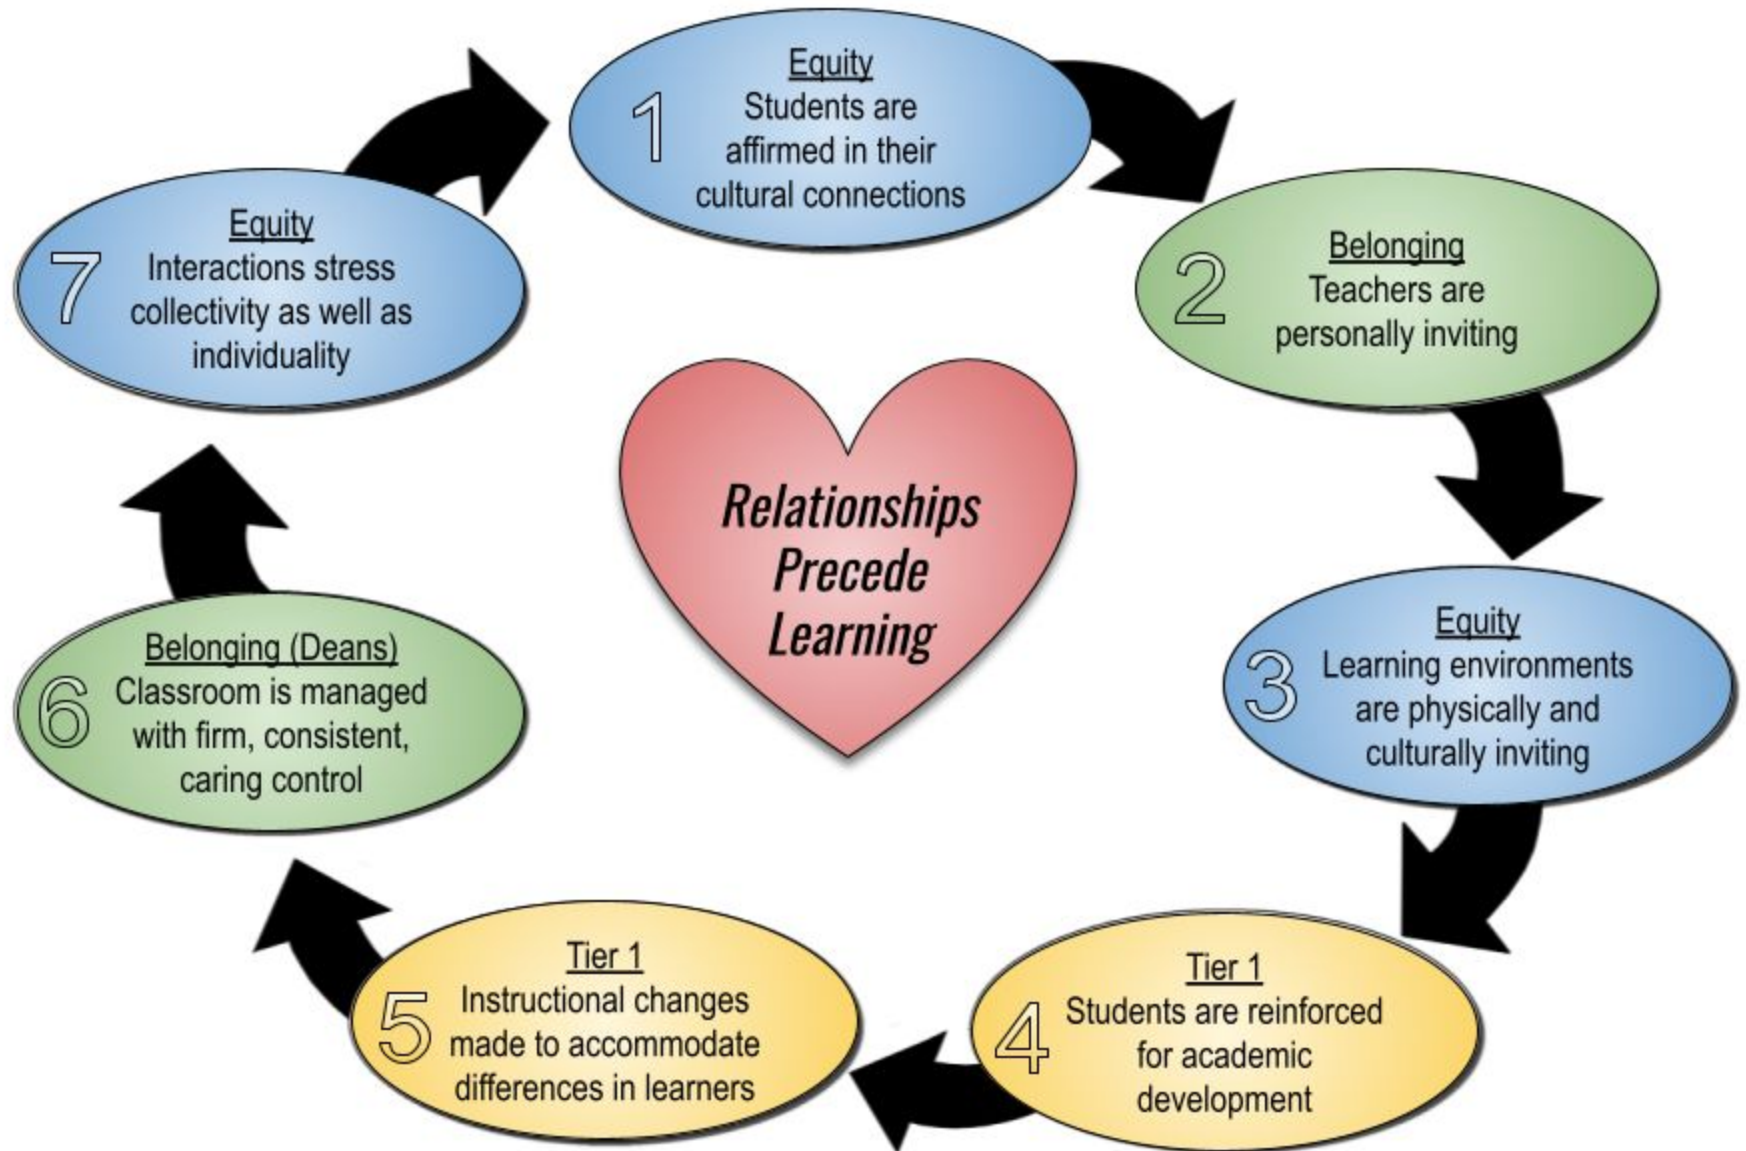 1
Equity
Students are
affirmed in their
cultural connections
2
Belonging
Teachers are
personally inviting
3
Equity
Learning environments
are physically and
culturally inviting
4
Tier 1
Students are reinforced
for academic
development
5
Tier 1
Instructional changes
made to accommodate
differences in learners
6
Belonging (Deans)
Classroom is managed
with firm, consistent,
caring control
7
Equity
Interactions stress
collectivity as well as
individuality
Relationships
Precede
Learning